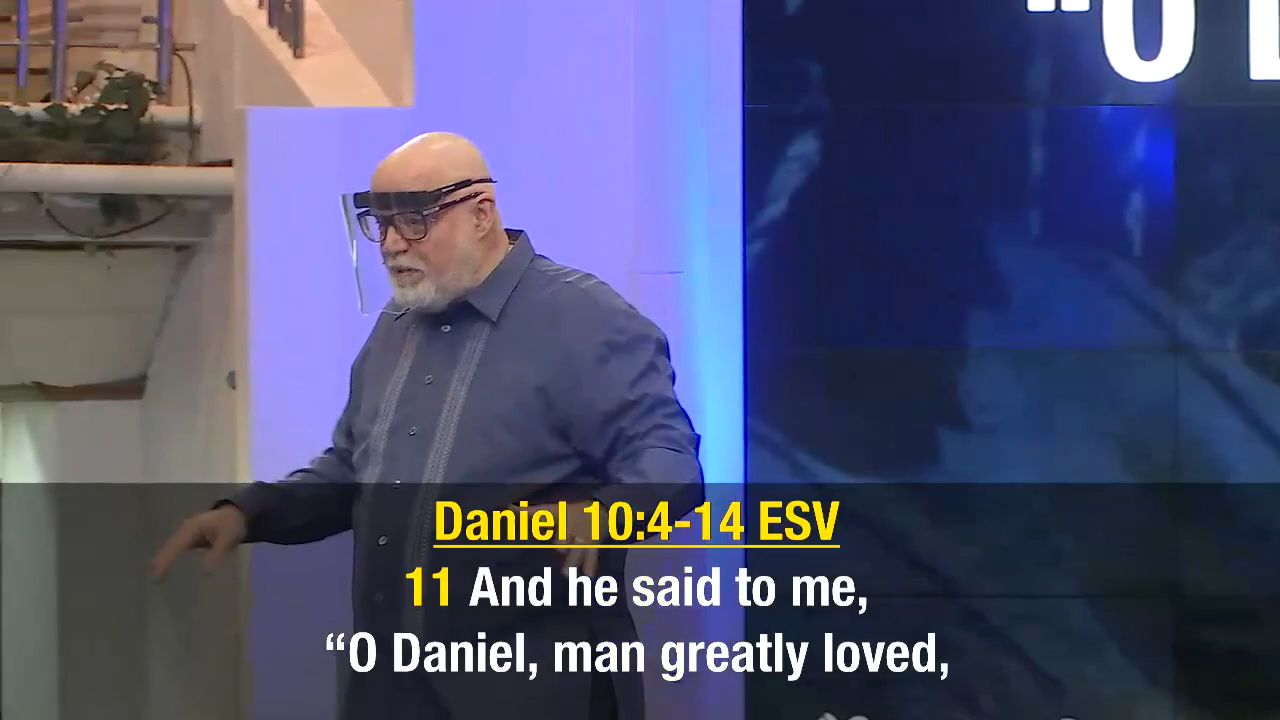 “O
Daniel 10:4-14 ESV
11 And he said to me,
“O Daniel, man greatly loved,